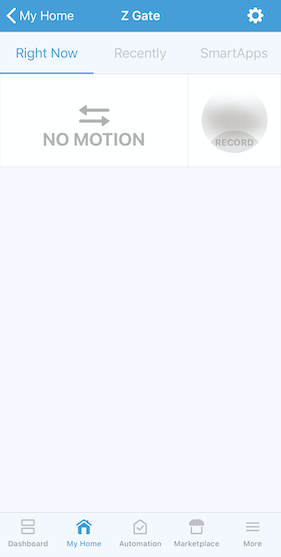 My Home
Z Gate
Right Now
Recently
SmartApps
NO MOTION
RECORD
Dashboard
My Home
Automation
Marketplace
More